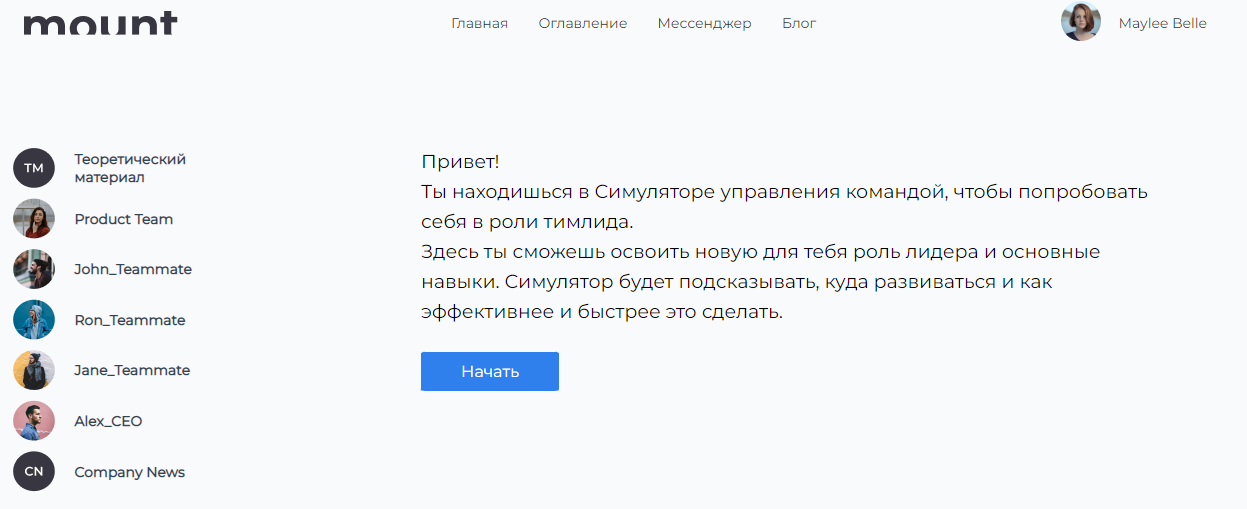 mount
Главная Оглавление Мессенджер Блог
Maylee Belle
TM
Теоретический
материал
Product Team
John_Teammate
Ron_Teammate
Jane_Teammate
Alex_CEO
CN
Company News
Привет!
Ты находишься в Симуляторе управления командой, чтобы попробовать
себя в роли тимлида.
Здесь ты сможешь освоить новую для тебя роль лидера и основные
навыки. Симулятор будет подсказывать, куда развиваться и как
эффективнее и быстрее это сделать.
Начать